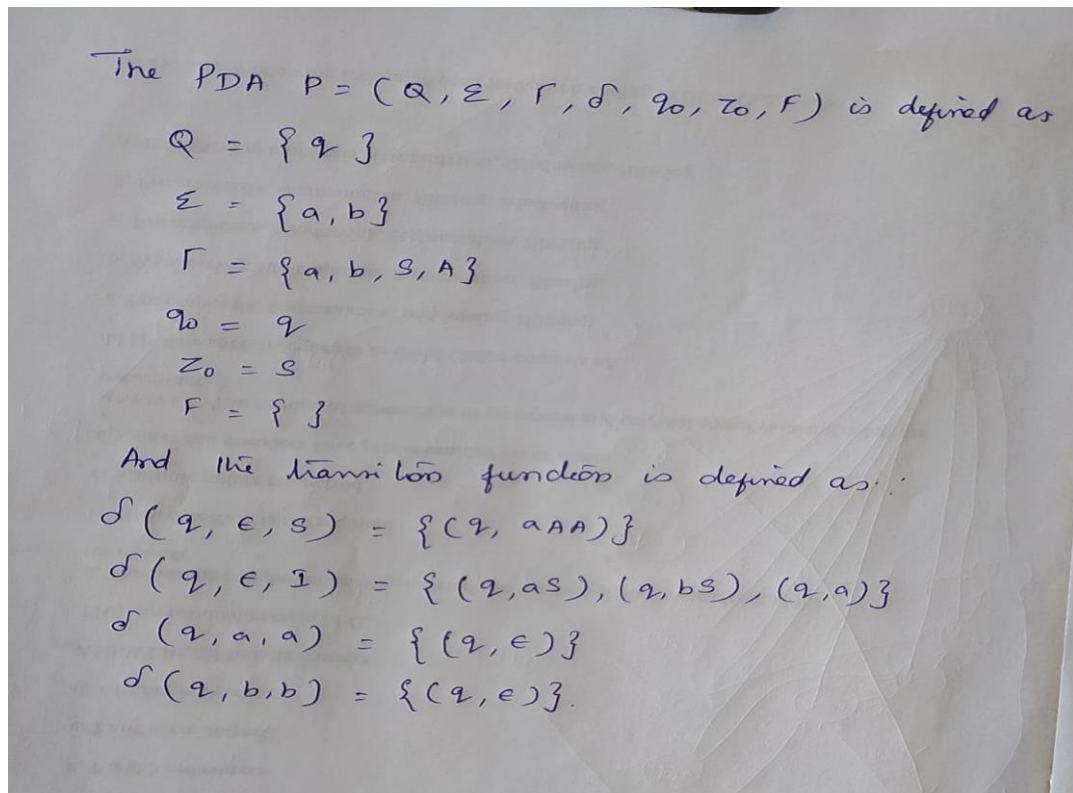 The PDA P = (Q, Σ, Γ, δ, q0, Z0, F) is defined as
Q = {q}
Σ = {a, b}
Γ = {a, b, S, A}
q0 = q
Z0 = S
F = { }
And the transition function is defined as:
δ(q, ε, S) = {(q, aAA)}
δ(q, ε, I) = {(q, aS), (q, bS), (q, a)}
δ(q, a, a) = {(q, ε)}
δ(q, b, b) = {(q, ε)}.